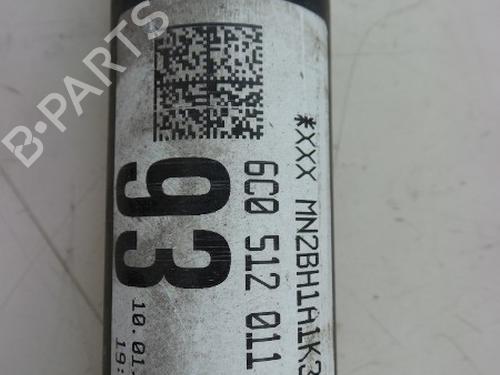 *XXX MN2BH1A1K3
6C0 512 011
93
10.01.
19:
B-PARTS